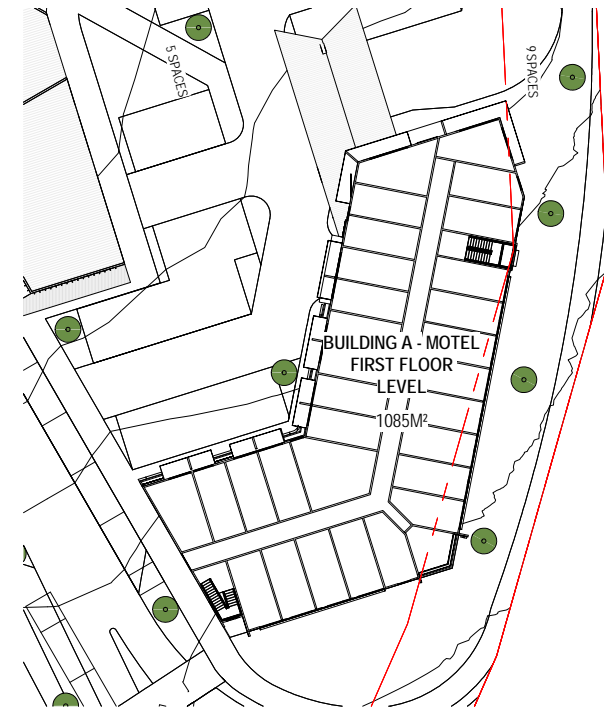 5 SPACES
9 SPACES
BUILDING A - MOTEL
FIRST FLOOR
LEVEL
1085M²